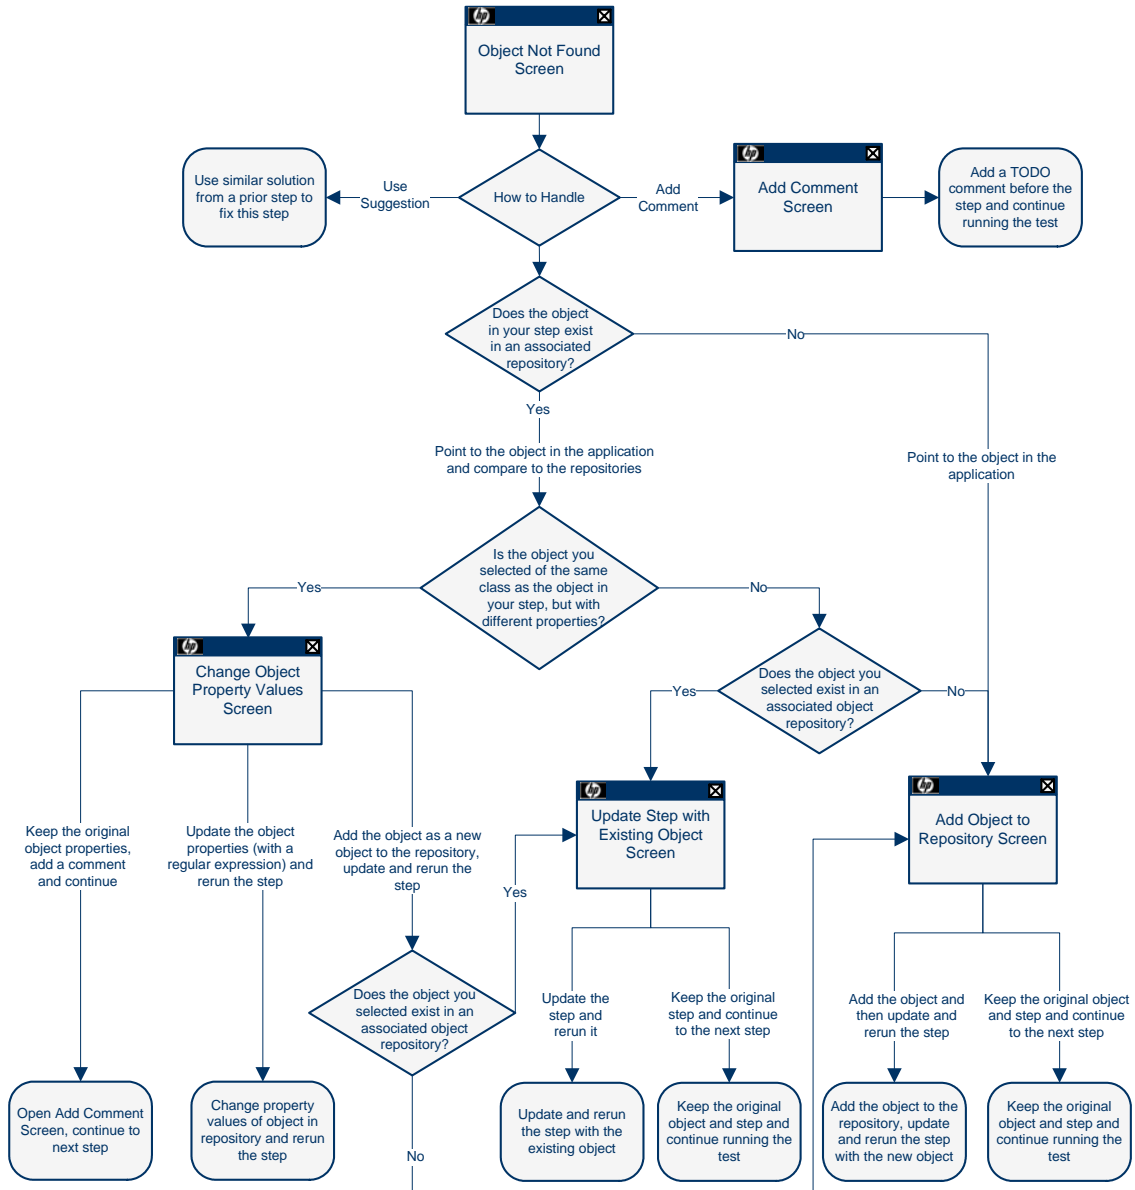 hp
Object Not Found
Screen
Use similar solution
from a prior step to
fix this step
Use
Suggestion
How to Handle
Add
Comment
hp
Add Comment
Screen
Add a TODO
comment before the
step and continue
running the test
Does the object
in your step exist
in an associated
repository?
No
Yes
Point to the object in the application
and compare to the repositories
Point to the object in the
application
Is the object you
selected of the same
class as the object in
your step, but with
different properties?
Yes
No
hp
Change Object
Property Values
Screen
Does the object you
selected exist in an
associated object
repository?
Yes
No
hp
Update Step with
Existing Object
Screen
hp
Add Object to
Repository Screen
Keep the original
object properties,
add a comment
and continue
Update the object
properties (with a
regular expression) and
rerun the step
Add the object as a new
object to the repository,
update and rerun the
step
Yes
Does the object you
selected exist in an
associated object
repository?
Update the
step and
rerun it
Keep the original
step and continue
to the next step
Add the object and
then update and
rerun the step
Keep the original object
and step and continue
to the next step
Open Add Comment
Screen, continue to
next step
Change property
values of object in
repository and rerun
the step
No
Update and rerun
the step with the
existing object
Keep the original
object and step and
continue running the
test
Add the object to the
repository, update
and rerun the step
with the new object
Keep the original
object and step and
continue running the
test